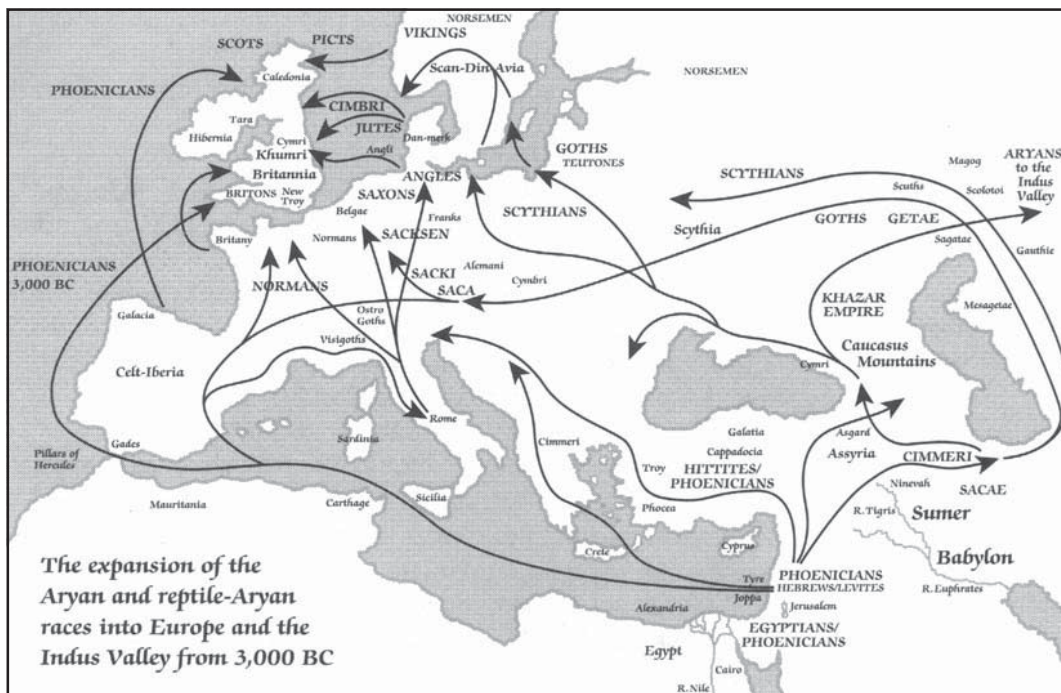 NORSEMEN
VIKINGS
SCOTS
PICTS
Scan-Din-Avia
NORSEMEN
Caledonia
PHOENICIANS
CIMBRI
Tara
JUTES
Dan-mark
Hibernia
Cymri
Angli
GOTHS
TEUTONES
Khumri
Britannia
ANGLES
BRITONS
New
Troy
SAXONS
Belgae
Franks
SCYTHIANS
SCYTHIANS
Magog
ARYANS
to the
Indus
Valley
Scuths
Scolotoi
GOTHS
GETAE
Scythia
Sagatae
Gauthie
Britany
Normans
SACKSEN
Alemani
Cymbri
SACKI
SACA
PHOENICIANS
3,000 BC
NORMANS
Ostro
Goths
Visigoths
Galacia
Celt-Iberia
KHAZAR
EMPIRE
Mesagetae
Caucasus
Mountains
Cymri
Rome
Sardinia
Gades
Pillars of
Hercules
Cimmeri
Galatia
Cappadocia
Asgard
Assyria
CIMMERI
Troy
HITTITES/
PHOENICIANS
Ninevah
SACAE
Mauritania
Carthage
Sicilia
Phocea
R. Tigris
Sumer
Crete
Cyprus
Babylon
The expansion of the
Aryan and reptile-Aryan
races into Europe and the
Indus Valley from 3,000 BC
Tyre
Joppa
PHOENICIANS
HEBREWS/LEVITES
R. Euphrates
Alexandria
Jerusalem
EGYPTIANS/
PHOENICIANS
Egypt
Cairo
R. Nile